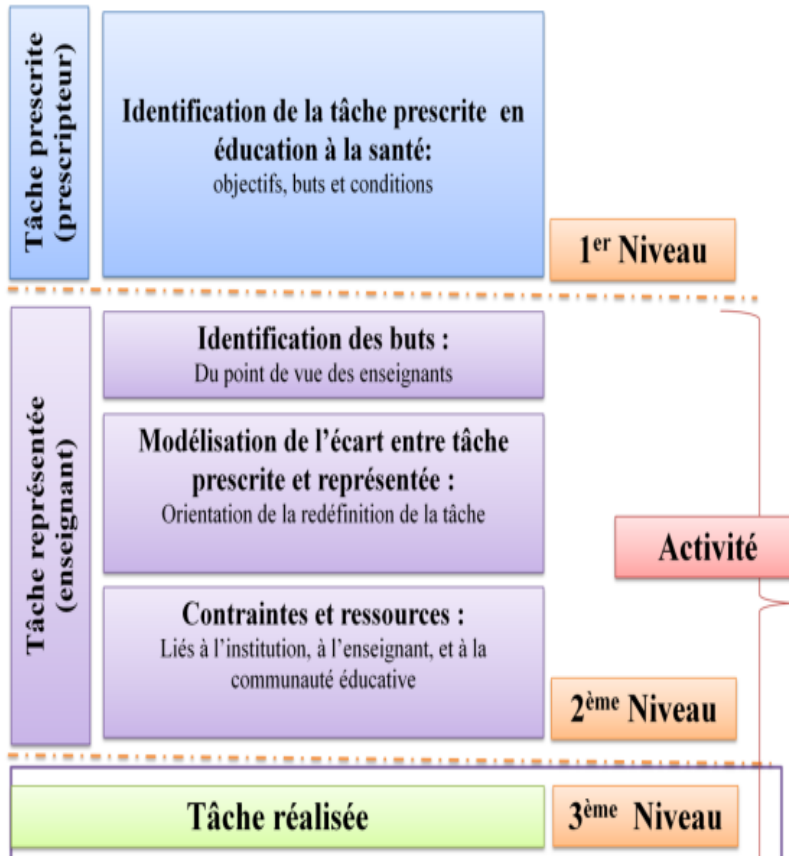 Tâche prescrite
(prescripteur)
Identification de la tâche prescrite en
éducation à la santé:
objectifs, buts et conditions
1er Niveau
Tâche représentée
(enseignant)
Identification des buts :
Du point de vue des enseignants
Modélisation de l'écart entre tâche
prescrite et représentée :
Orientation de la redéfinition de la tâche
Activité
Contraintes et ressources :
Liés à l'institution, à l'enseignant, et à la
communauté éducative
2ème Niveau
Tâche réalisée
3ème Niveau